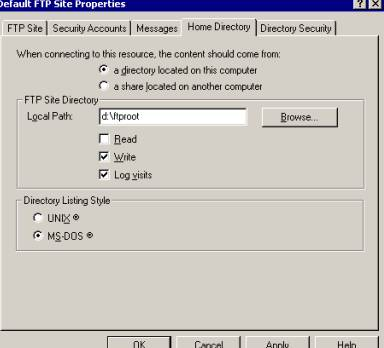 Default FTP Site Properties
FTP Site Security Accounts Messages Home Directory Directory Security
When connecting to this resource, the content should come from:
a directory located on this computer
a share located on another computer
FTP Site Directory
Local Path: d:\ftproot Browse...
Read
Write
Log visits
Directory Listing Style
UNIX ®
MS-DOS ®
OK Cancel Apply Help